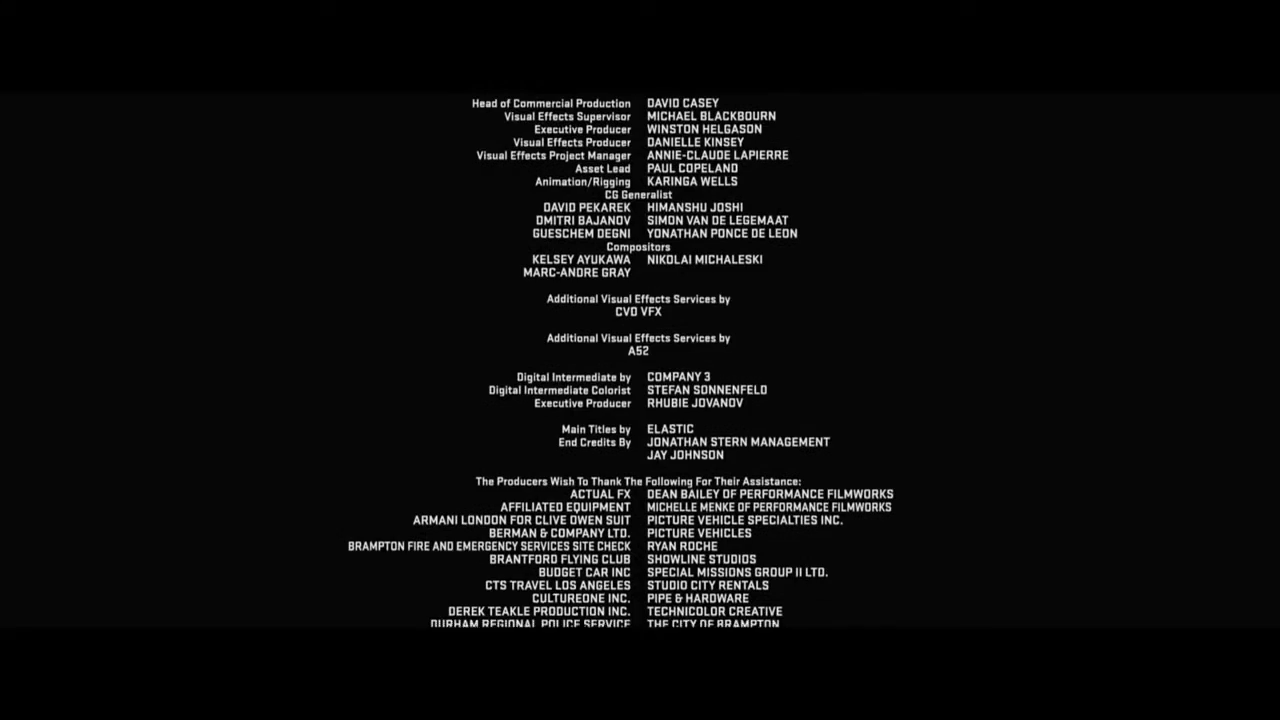 Head of Commercial Production DAVID CASEY
Visual Effects Supervisor MICHAEL BLACKBOURN
Executive Producer WINSTON HELGASON
Visual Effects Producer DANIELLE KINSEY
Visual Effects Project Manager ANNIE-CLAUDE LAPIERRE
Asset Lead PAUL COPELAND
Animation/Rigging KARINGA WELLS
CG Generalist
DAVID PEKAREK HIMANSHU JOSHI
DMITRI BAJANOV SIMON VAN DE LEGEMAAT
GUESCHEM DEGNI YONATHAN PONCE DE LEON
Compositors
KELSEY AYUKAWA NIKOLAI MICHALESKI
MARC-ANDRE GRAY
Additional Visual Effects Services by
CVD VFX
Additional Visual Effects Services by
A52
Digital Intermediate by COMPANY 3
Digital Intermediate Colorist STEFAN SONNENFELD
Executive Producer RHUBIE JOVANOV
Main Titles by ELASTIC
End Credits By JONATHAN STERN MANAGEMENT
JAY JOHNSON
The Producers Wish To Thank The Following For Their Assistance:
ACTUAL FX DEAN BAILEY OF PERFORMANCE FILMWORKS
AFFILIATED EQUIPMENT MICHELLE MENKE OF PERFORMANCE FILMWORKS
ARMANI LONDON FOR CLIVE OWEN SUIT PICTURE VEHICLE SPECIALTIES INC.
BERMAN & COMPANY LTD. PICTURE VEHICLES
BRAMPTON FIRE AND EMERGENCY SERVICES SITE CHECK RYAN ROCHE
BRANTFORD FLYING CLUB SHOWLINE STUDIOS
BUDGET CAR INC SPECIAL MISSIONS GROUP II LTD.
CTS TRAVEL LOS ANGELES STUDIO CITY RENTALS
CULTUREONE INC. PIPE & HARDWARE
DEREK TEAKLE PRODUCTION INC. TECHNICOLOR CREATIVE
DURHAM REGIONAL POLICE SERVICE THE CITY OF BRAMPTON